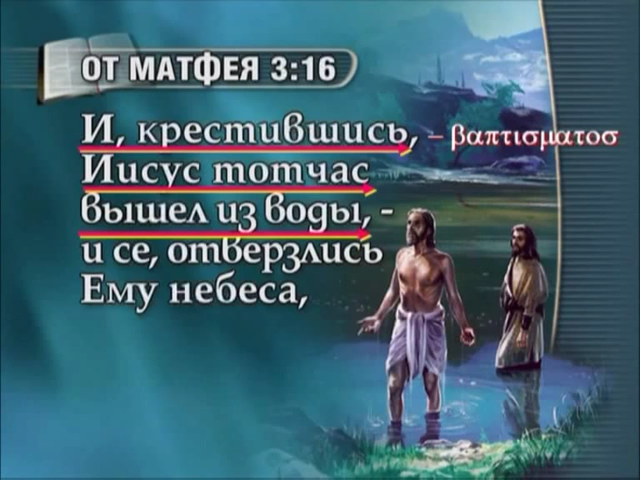 ОТ МАТФЕЯ 3:16
И, крестившись, – βαπτισματοσ
Иисус тотчас
вышел из воды, -
и се, отверзлись
Ему небеса,